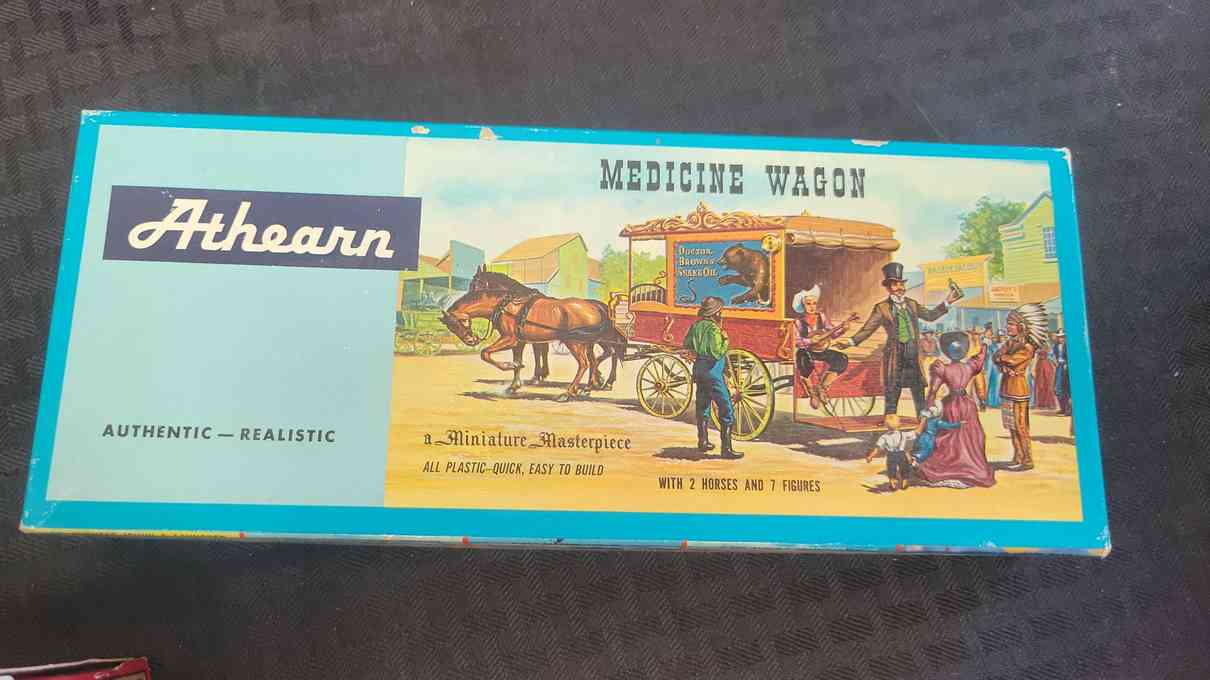 MEDICINE WAGON
Athearn
DOCTOR
BROWN'S
SNAKE OIL
AUTHENTIC — REALISTIC
a Miniature Masterpiece
ALL PLASTIC-QUICK, EASY TO BUILD
WITH 2 HORSES AND 7 FIGURES